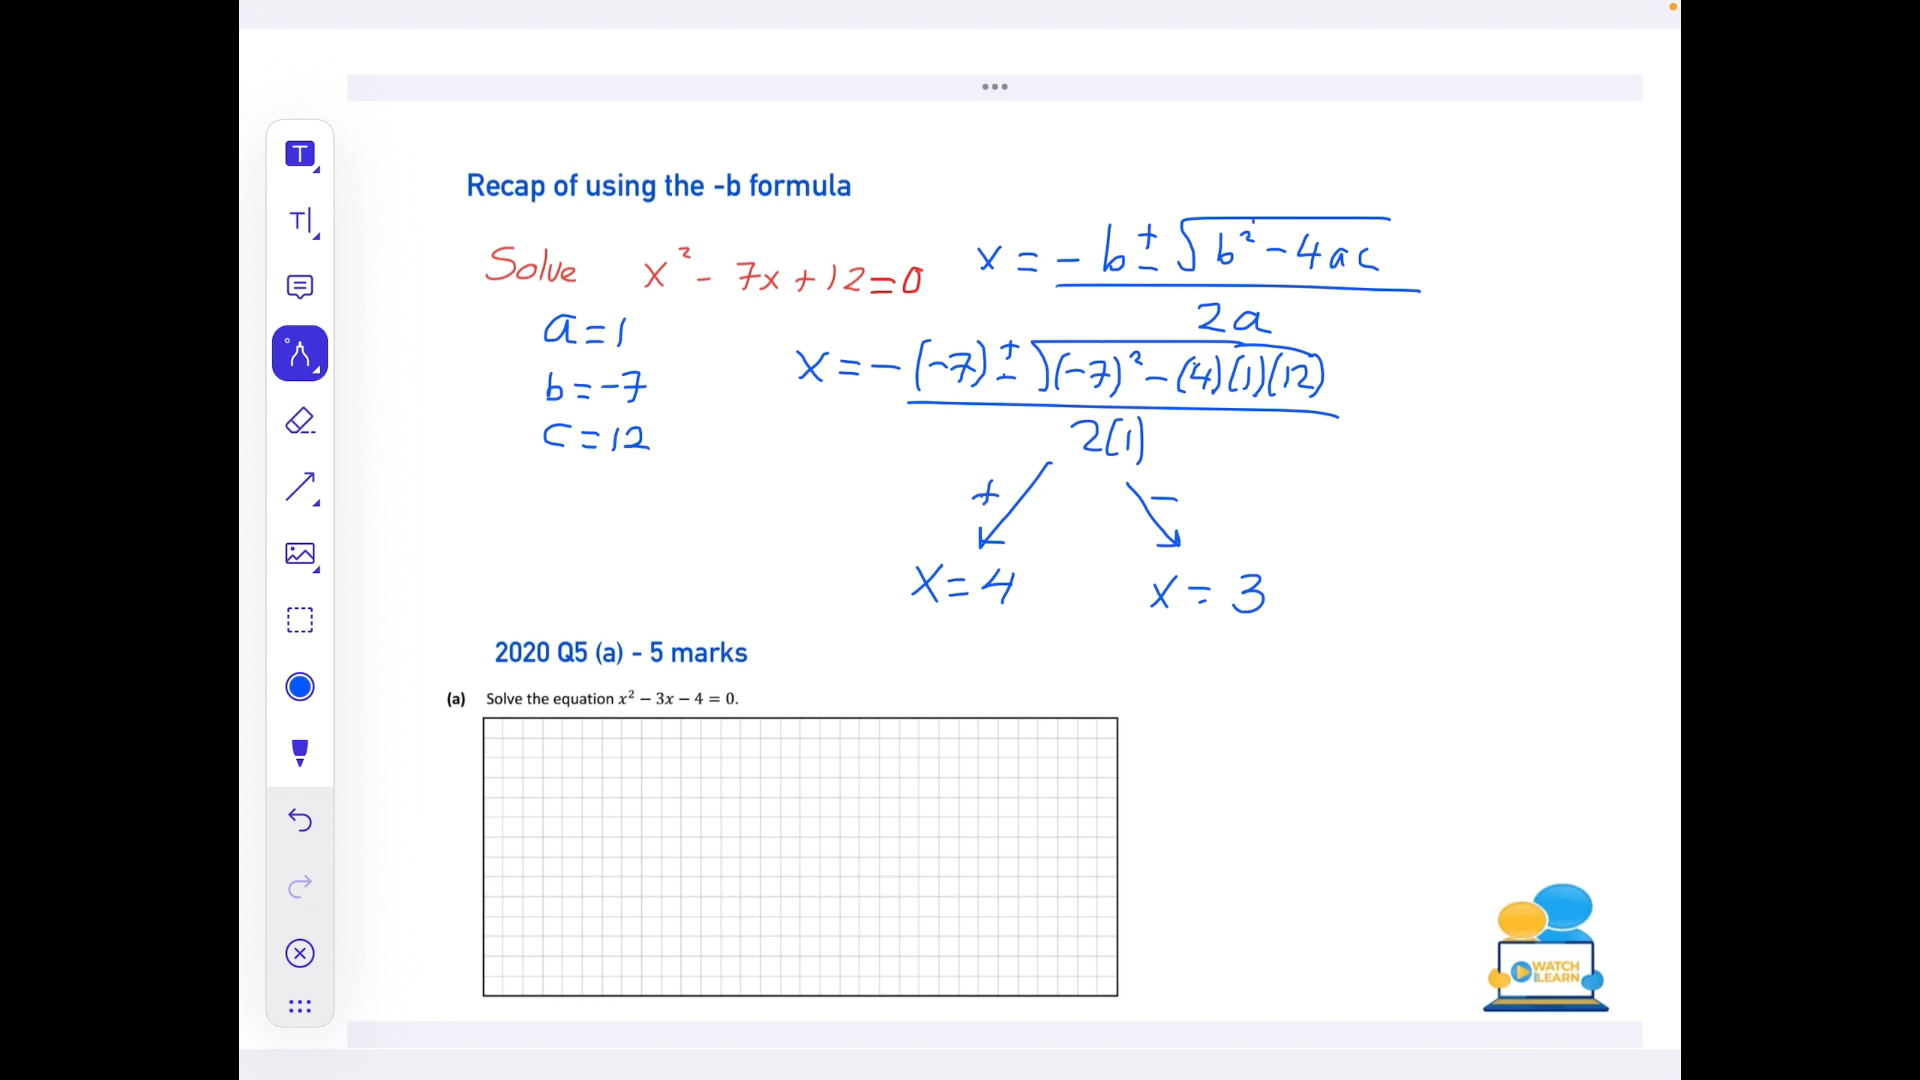 Recap of using the -b formula
Solve x² - 7x + 12 = 0
x = -b ± √b² - 4ac
2a
a = 1
b = -7
c = 12
x = -(-7) ± √(-7)² - (4)(1)(12)
2(1)
+ -
x = 4 x = 3
2020 Q5 (a) - 5 marks
(a) Solve the equation x² − 3x − 4 = 0.
WATCH
AND LEARN
T
T|